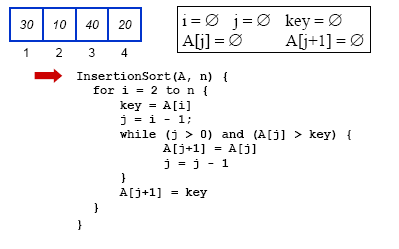 30 10 40 20
1 2 3 4
i = ∅ j = ∅ key = ∅
A[j] = ∅ A[j+1] = ∅
InsertionSort(A, n) {
for i = 2 to n {
key = A[i]
j = i - 1;
while (j > 0) and (A[j] > key) {
A[j+1] = A[j]
j = j - 1
}
A[j+1] = key
}
}